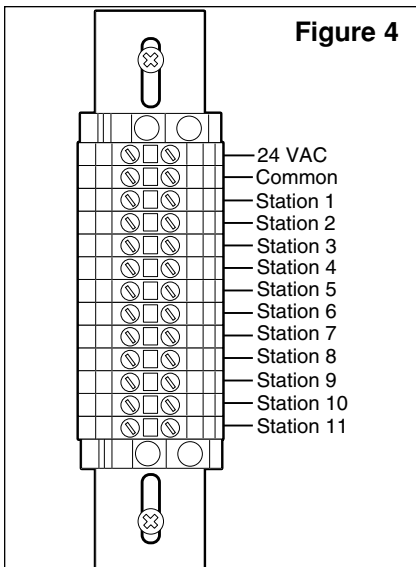 Figure 4
24 VAC
Common
Station 1
Station 2
Station 3
Station 4
Station 5
Station 6
Station 7
Station 8
Station 9
Station 10
Station 11